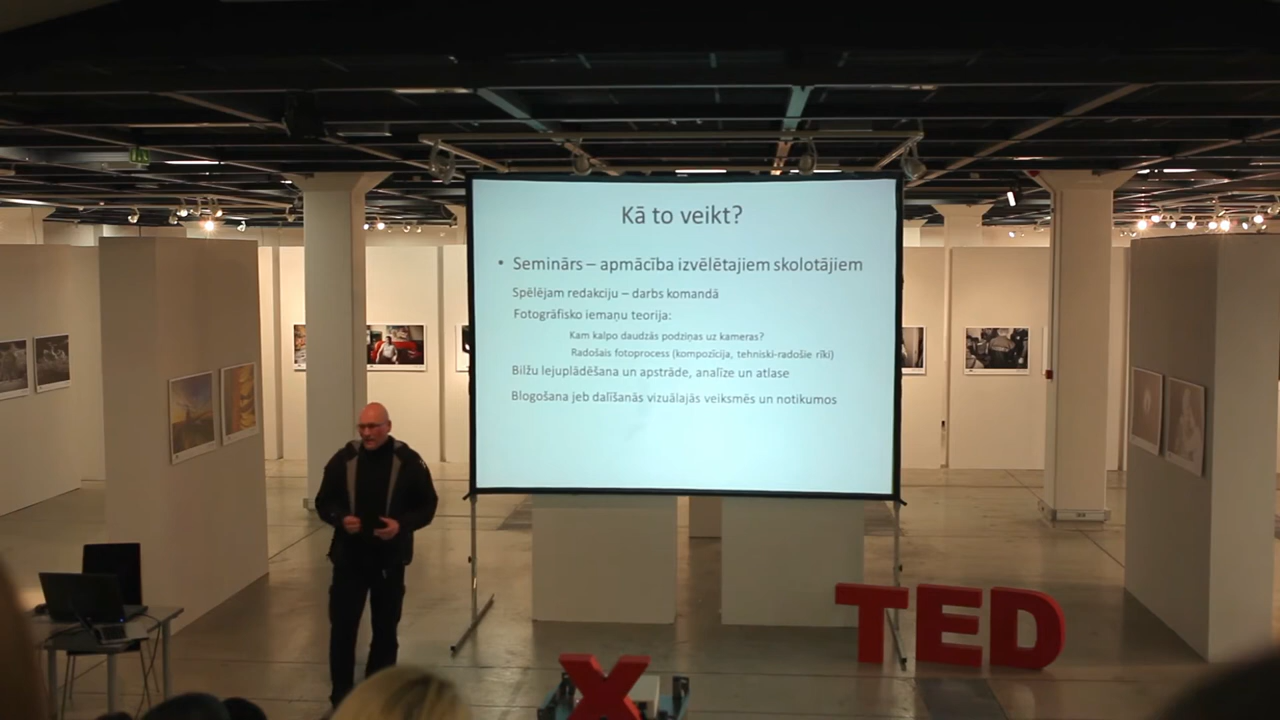 Kā to veikt?
• Seminārs – apmācība izvēlētajiem skolotājiem
Spēlējam redakciju – darbs komandā
Fotogrāfisko iemaņu teorija:
Kam kalpo daudzās podziņas uz kameras?
Radošais fotoprocess (kompozīcija, tehniski-radošie rīki)
Bilžu lejuplādēšana un apstrāde, analīze un atlase
Blogošana jeb dalīšanās vizuālajās veiksmēs un notikumos
TED
X